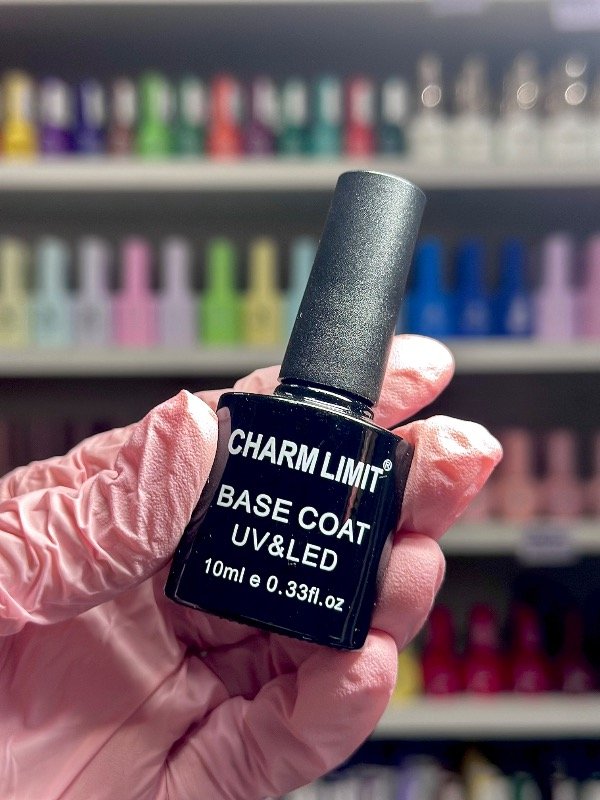 CHARM LIMIT®
BASE COAT
UV&LED
10ml e 0.33fl.oz